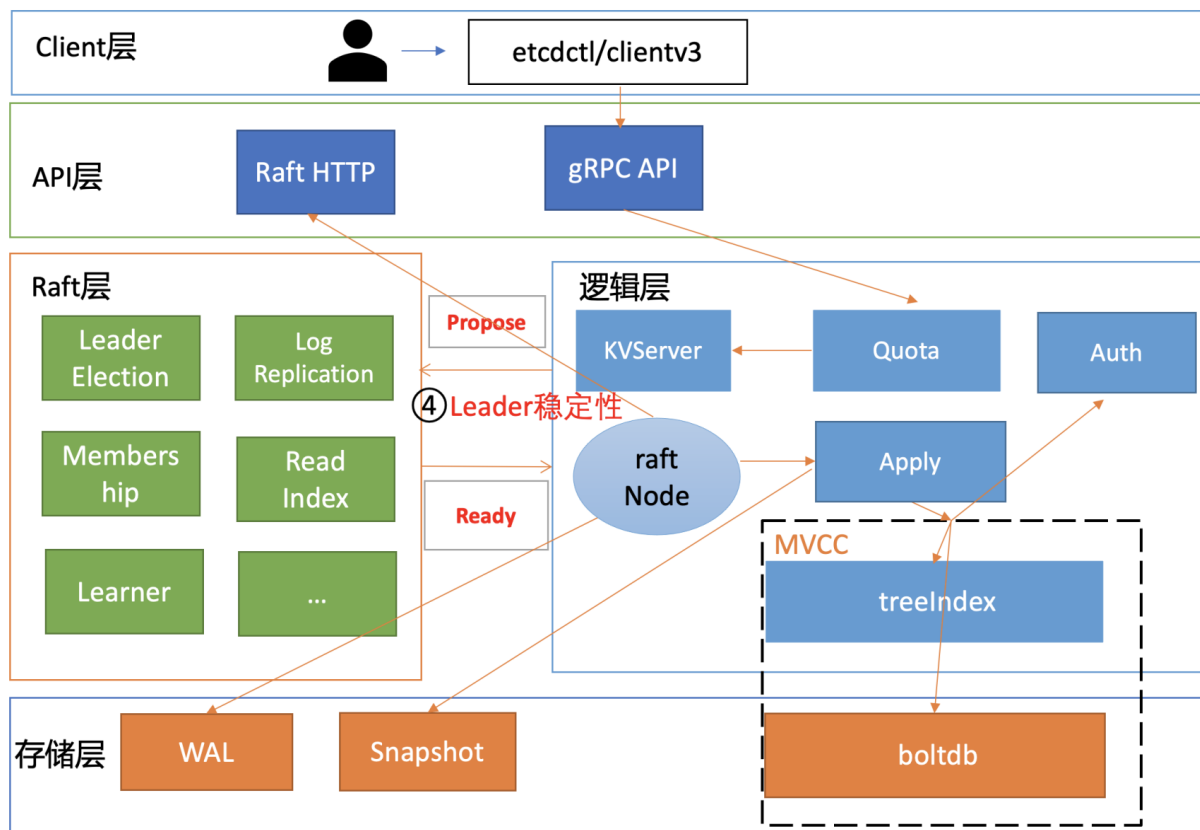 Client层
etcdctl/clientv3
API层
Raft HTTP
gRPC API
Raft层
Leader
Election
Log
Replication
Members
hip
Read
Index
Learner
...
Propose
④Leader稳定性
Ready
逻辑层
KVServer
Quota
Auth
raft
Node
Apply
MVCC
treeIndex
存储层
WAL
Snapshot
boltdb